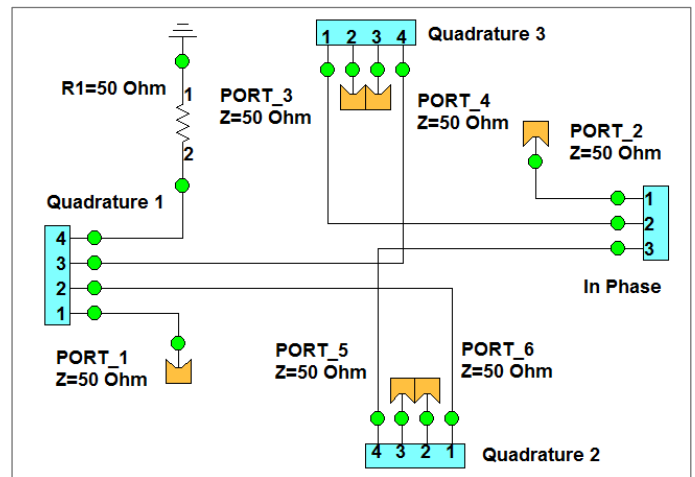 1 2 3 4
Quadrature 3
R1=50 Ohm
1
2
PORT_3
Z=50 Ohm
PORT_4
Z=50 Ohm
PORT_2
Z=50 Ohm
Quadrature 1
4
3
2
1
1
2
3
In Phase
PORT_1
Z=50 Ohm
PORT_5
Z=50 Ohm
PORT_6
Z=50 Ohm
4 3 2 1
Quadrature 2